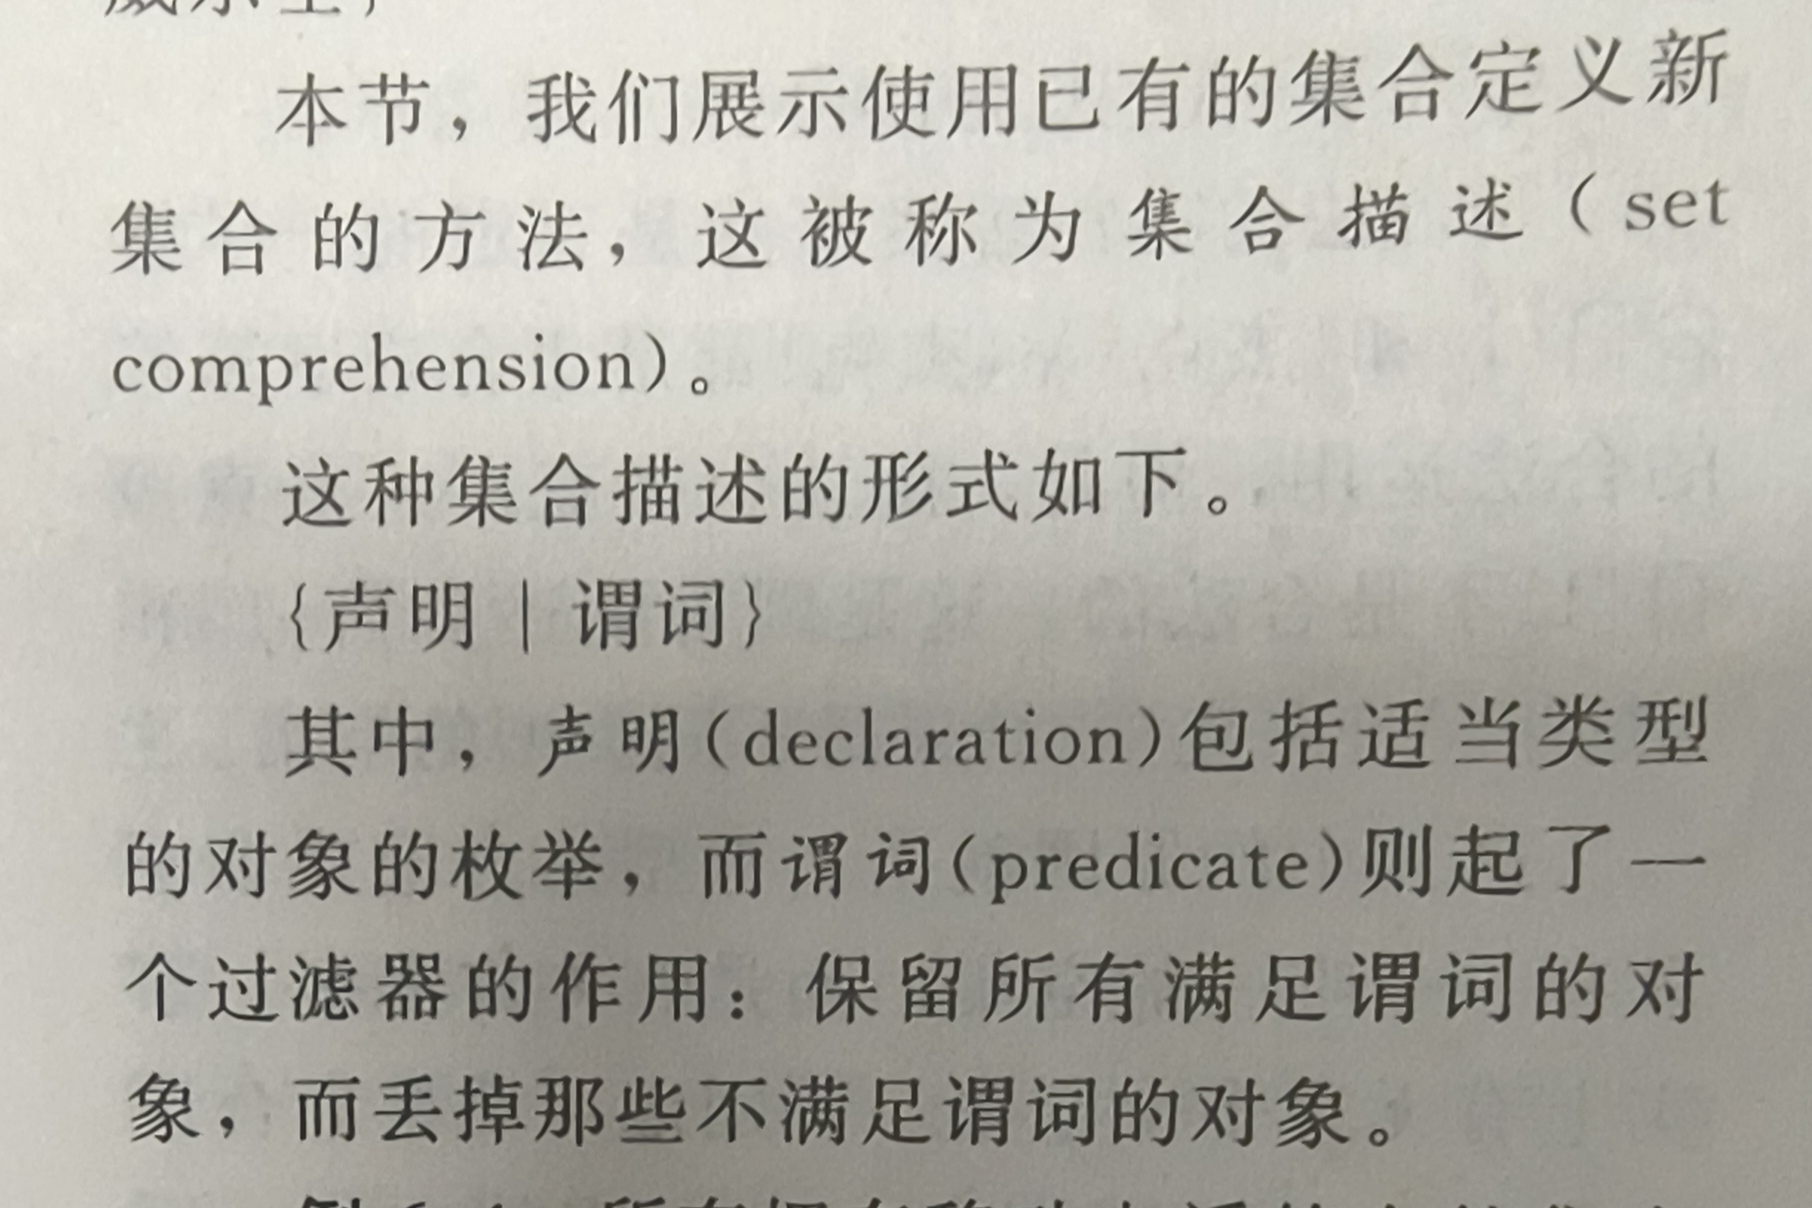 本节，我们展示使用已有的集合定义新
集合的方法，这被称为集合描述（set
comprehension）。
这种集合描述的形式如下。
{声明 | 谓词}
其中，声明(declaration)包括适当类型
的对象的枚举，而谓词(predicate)则起了一
个过滤器的作用：保留所有满足谓词的对
象，而丢掉那些不满足谓词的对象。